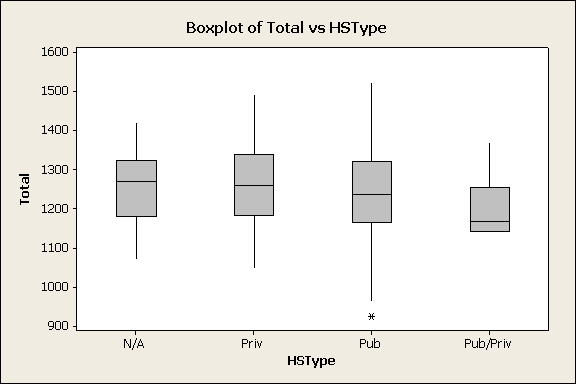 Boxplot of Total vs HSType
1600
1500
1400
1300
1200
1100
1000
900
Total
N/A Priv Pub Pub/Priv
HSType